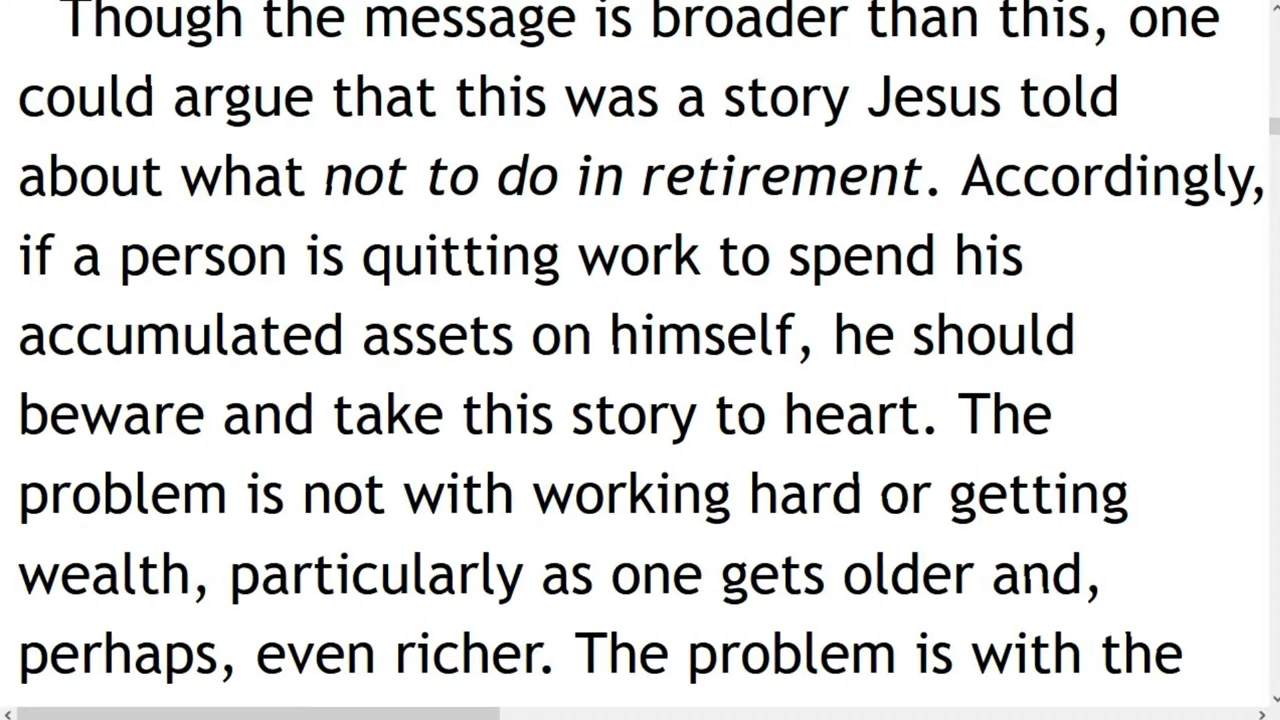 Though the message is broader than this, one
could argue that this was a story Jesus told
about what not to do in retirement. Accordingly,
if a person is quitting work to spend his
accumulated assets on himself, he should
beware and take this story to heart. The
problem is not with working hard or getting
wealth, particularly as one gets older and,
perhaps, even richer. The problem is with the